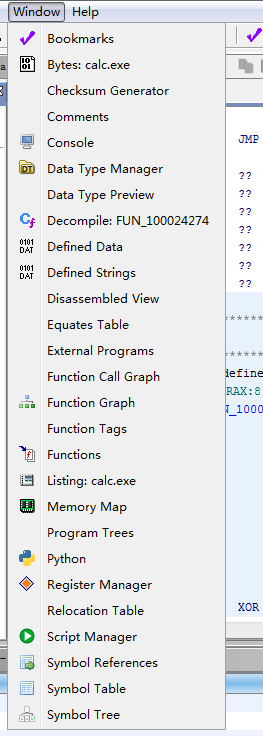 Window Help
Bookmarks
Bytes: calc.exe
Checksum Generator
Comments
Console
Data Type Manager
Data Type Preview
Decompile: FUN_100024274
Defined Data
Defined Strings
Disassembled View
Equates Table
External Programs
Function Call Graph
Function Graph
Function Tags
Functions
Listing: calc.exe
Memory Map
Program Trees
Python
Register Manager
Relocation Table
Script Manager
Symbol References
Symbol Table
Symbol Tree
JMP
??
??
??
??
??
??
*******
*******
define
RAX:8
N_1000
XOR